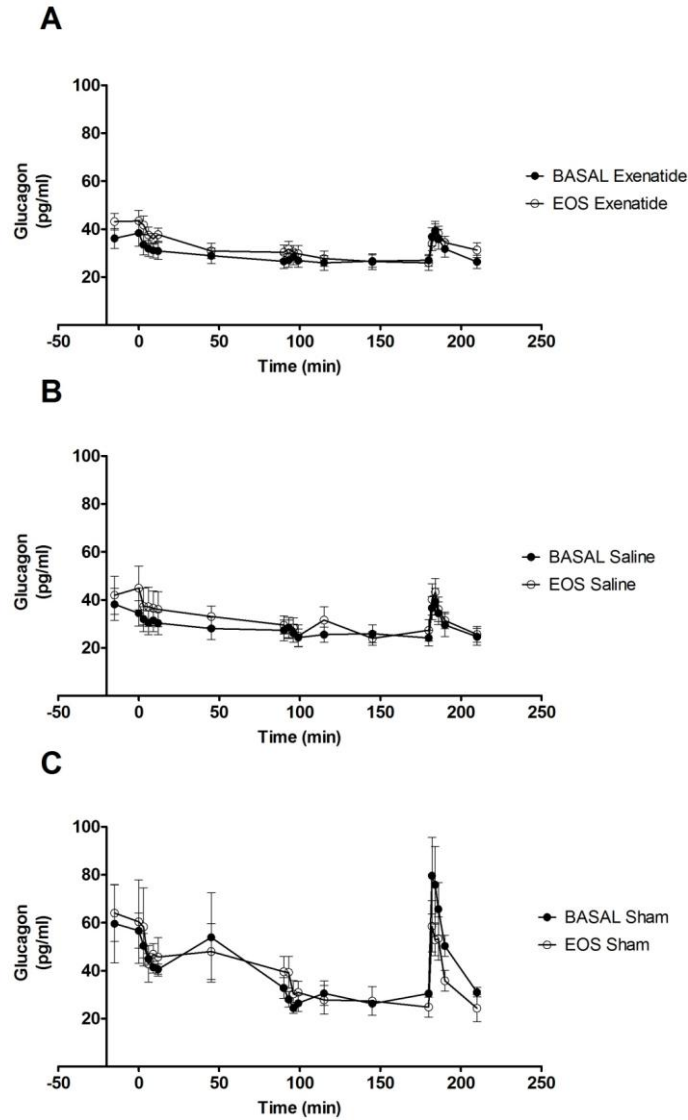 A
100
80
60
40
20
Glucagon
(pg/ml)
-50 0 50 100 150 200 250
Time (min)
BASAL Exenatide
EOS Exenatide
B
100
80
60
40
20
Glucagon
(pg/ml)
-50 0 50 100 150 200 250
Time (min)
BASAL Saline
EOS Saline
C
100
80
60
40
20
Glucagon
(pg/ml)
-50 0 50 100 150 200 250
Time (min)
BASAL Sham
EOS Sham